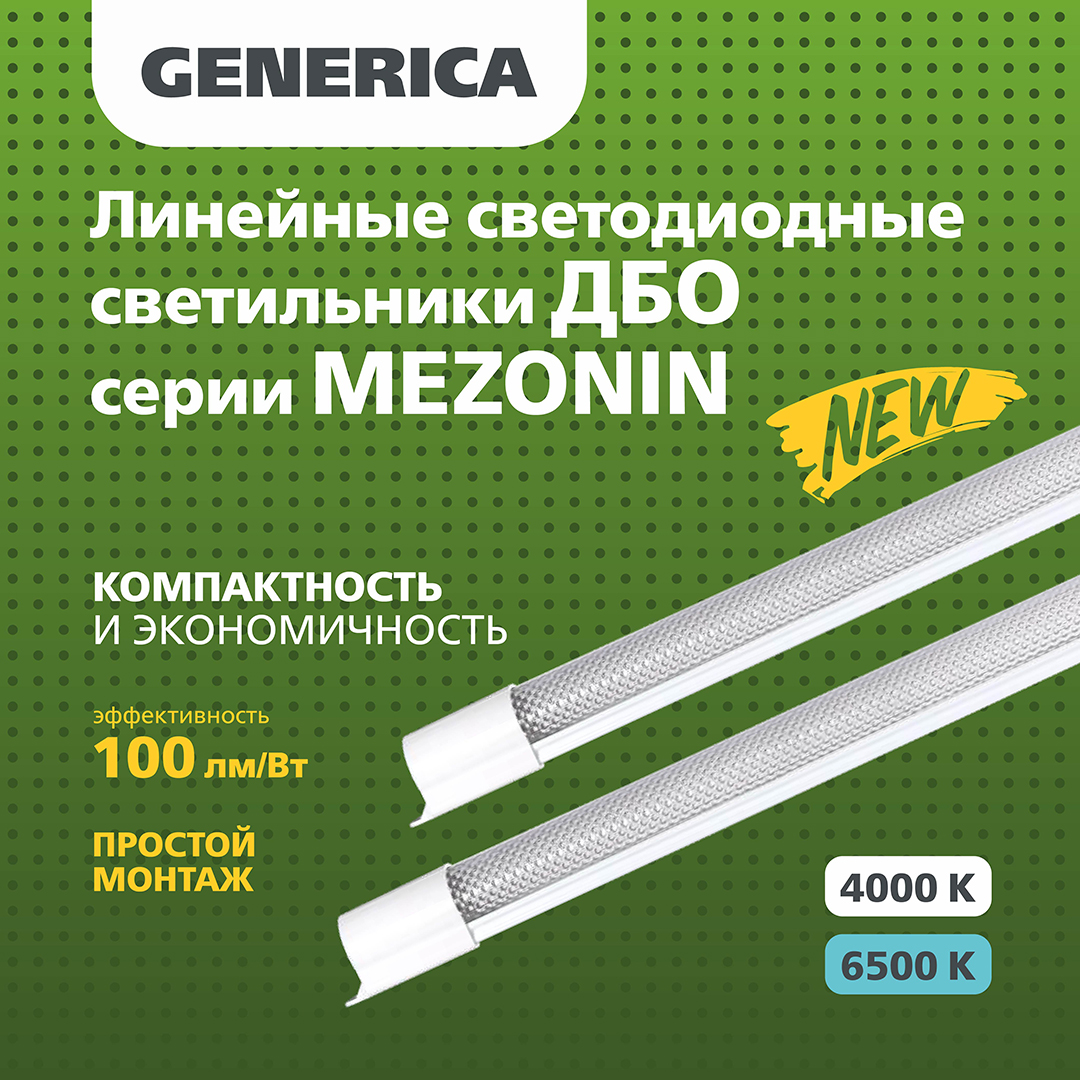 GENERICA
Линейные светодиодные
светильники ДБО
серии MEZONIN
NEW
КОМПАКТНОСТЬ
И ЭКОНОМИЧНОСТЬ
эффективность
100 лм/Вт
ПРОСТОЙ
МОНТАЖ
4000 К
6500 К